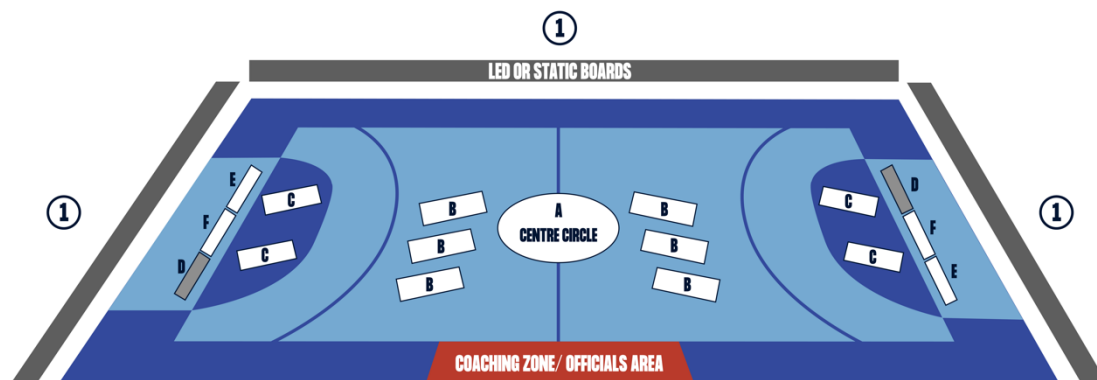 1
LED OR STATIC BOARDS
E
D
C
C
F
B
B
A
F
1
1
CENTRE CIRCLE
B
B
C
C
D
E
B
B
COACHING ZONE/ OFFICIALS AREA